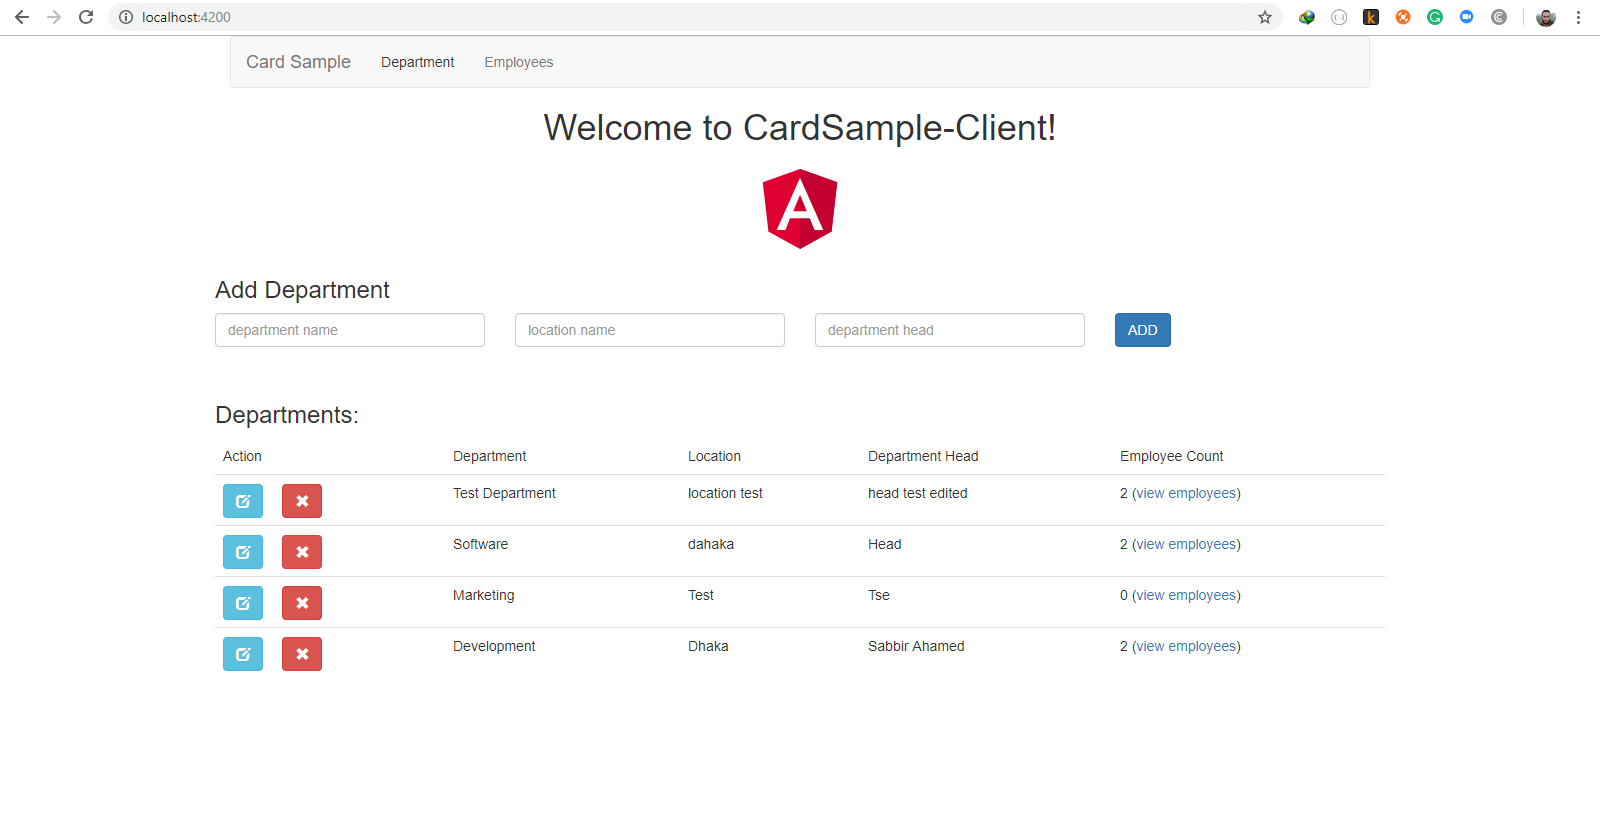 localhost:4200
Card Sample Department Employees
Welcome to CardSample-Client!
A
Add Department
department name location name department head ADD
Departments:
Action Department Location Department Head Employee Count
Test Department location test head test edited 2 (view employees)
Software dahaka Head 2 (view employees)
Marketing Test Tse 0 (view employees)
Development Dhaka Sabbir Ahamed 2 (view employees)